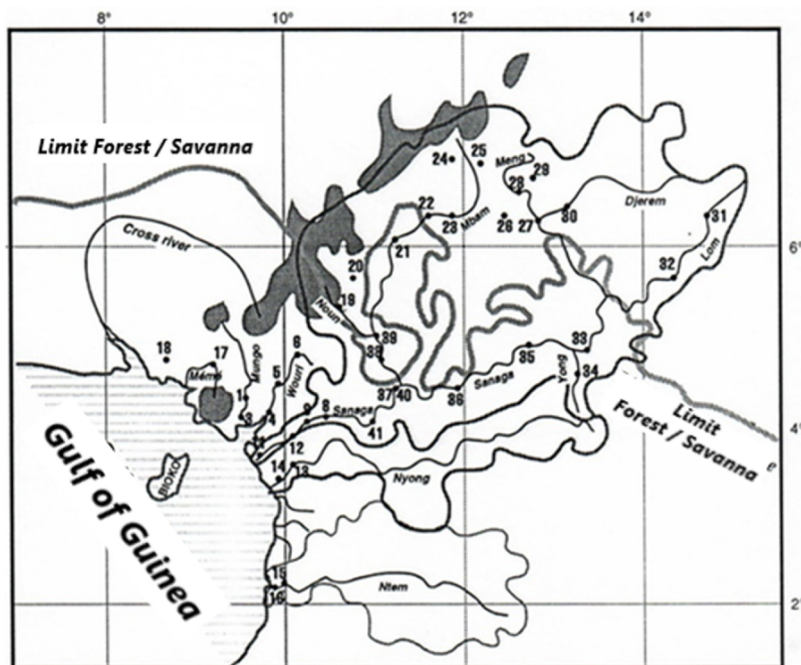 8° 10° 12° 14°
Limit Forest / Savanna
24 25
Meng 29
28
Djerem
22 23 Mbam 26 27 30 31
Cross river
21
6°
Lom
20
32
19
Noun
18 17 Mungo 6 39 33
38 35
Mémé 5 Wouri Yong 34
1
3 4 9 8 Sanaga 37 40 36 Sanaga
41
12
14 13
Limit
Forest / Savanna
e
Nyong
BIOKO
Gulf of Guinea
15
Ntem
16
2°